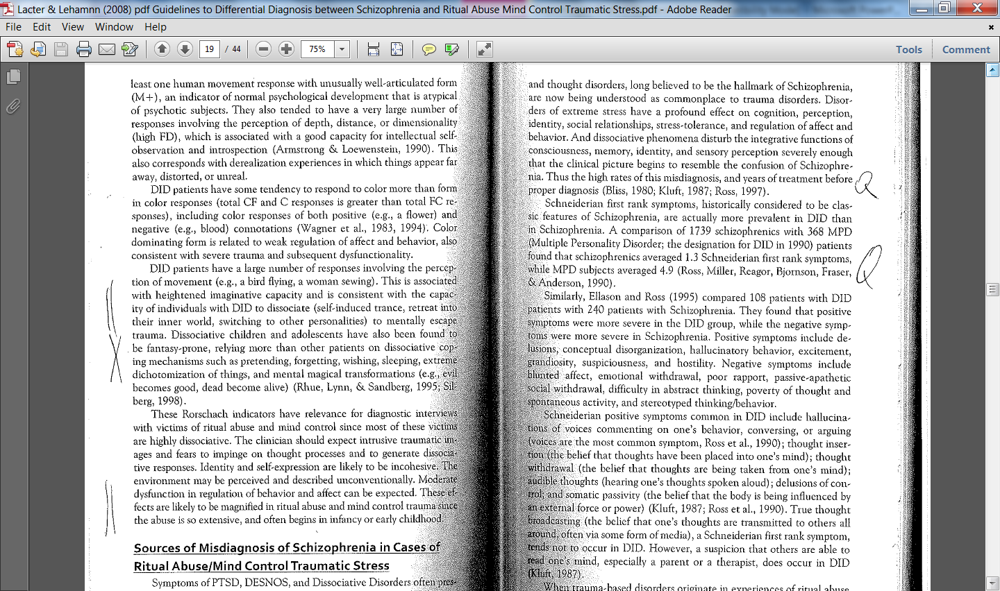 Lacter & Lehamnn (2008) pdf Guidelines to Differential Diagnosis between Schizophrenia and Ritual Abuse Mind Control Traumatic Stress.pdf - Adobe Reader
File Edit View Window Help
19 / 44
75%
Tools
Comment
least one human movement response with unusually well-articulated form
(M+), an indicator of normal psychological development that is atypical
of psychotic subjects. They also tended to have a very large number of
responses involving the perception of depth, distance, or dimensionality
(high FD), which is associated with a good capacity for intellectual self-
observation and introspection (Armstrong & Loewenstein, 1990). This
also corresponds with derealization experiences in which things appear far
away, distorted, or unreal.
DID patients have some tendency to respond to color more than form
in color responses (total CF and C responses is greater than total FC re-
sponses), including color responses of both positive (e.g., a flower) and
negative (e.g., blood) connotations (Wagner et al., 1983, 1994). Color
dominating form is related to weak regulation of affect and behavior, also
consistent with severe trauma and subsequent dysfunctionality.
DID patients have a large number of responses involving the percep-
tion of movement (e.g., a bird flying, a woman sewing). This is associated
with heightened imaginative capacity and is consistent with the capac-
ity of individuals with DID to dissociate (self-induced trance, retreat into
their inner world, switching to other personalities) to mentally escape
trauma. Dissociative children and adolescents have also been found to
be fantasy-prone, relying more than other patients on dissociative cop-
ing mechanisms such as pretending, forgetting, wishing, sleeping, extreme
dichotomization of things, and mental magical transformations (e.g., evil
becomes good, dead become alive) (Rhue, Lynn, & Sandberg, 1995; Sil-
berg, 1998).
These Rorschach indicators have relevance for diagnostic interviews
with victims of ritual abuse and mind control since most of these victims
are highly dissociative. The clinician should expect intrusive traumatic im-
ages and fears to impinge on thought processes and to generate dissocia-
tive responses. Identity and self-expression are likely to be incohesive. The
environment may be perceived and described unconventionally. Moderate
dysfunction in regulation of behavior and affect can be expected. These ef-
fects are likely to be magnified in ritual abuse and mind control trauma since
the abuse is so extensive, and often begins in infancy or early childhood.
Sources of Misdiagnosis of Schizophrenia in Cases of
Ritual Abuse/Mind Control Traumatic Stress
Symptoms of PTSD, DESNOS, and Dissociative Disorders often pres-
and thought disorders, long believed to be the hallmark of Schizophrenia,
are now being understood as commonplace to trauma disorders. Disor-
ders of extreme stress have a profound effect on cognition, perception,
identity, social relationships, stress-tolerance, and regulation of affect and
behavior. And dissociative phenomena disturb the integrative functions of
consciousness, memory, identity, and sensory perception severely enough
that the clinical picture begins to resemble the confusion of Schizophre-
nia. Thus the high rates of this misdiagnosis, and years of treatment before
proper diagnosis (Bliss, 1980; Kluft, 1987; Ross, 1997).
Q
Schneiderian first rank symptoms, historically considered to be clas-
sic features of Schizophrenia, are actually more prevalent in DID than
in Schizophrenia. A comparison of 1739 schizophrenics with 368 MPD
(Multiple Personality Disorder; the designation for DID in 1990) patients
found that schizophrenics averaged 1.3 Schneiderian first rank symptoms,
while MPD subjects averaged 4.9 (Ross, Miller, Reagor, Bjornson, Fraser,
& Anderson, 1990).
Q
Similarly, Ellason and Ross (1995) compared 108 patients with DID
patients with 240 patients with Schizophrenia. They found that positive
symptoms were more severe in the DID group, while the negative symp-
toms were more severe in Schizophrenia. Positive symptoms include de-
lusions, conceptual disorganization, hallucinatory behavior, excitement,
grandiosity, suspiciousness, and hostility. Negative symptoms include
blunted affect, emotional withdrawal, poor rapport, passive-apathetic
social withdrawal, difficulty in abstract thinking, poverty of thought and
spontaneous activity, and stereotyped thinking/behavior.
Schneiderian positive symptoms common in DID include hallucina-
tions of voices commenting on one's behavior, conversing, or arguing
(voices are the most common symptom, Ross et al., 1990); thought inser-
tion (the belief that thoughts have been placed into one's mind); thought
withdrawal (the belief that thoughts are being taken from one's mind);
audible thoughts (hearing one's thoughts spoken aloud); delusions of con-
trol; and somatic passivity (the belief that the body is being influenced by
an external force or power) (Kluft, 1987; Ross et al., 1990). True thought
broadcasting (the belief that one's thoughts are transmitted to others all
around, often via some form of media), a Schneiderian first rank symptom,
tends not to occur in DID. However, a suspicion that others are able to
read one's mind, especially a parent or a therapist, does occur in DID
(Kluft, 1987).
When trauma-based disorders originate in experiences of ritual abuse